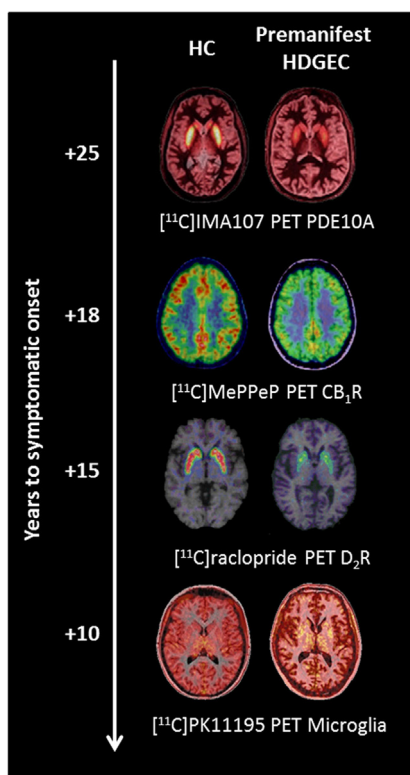 HC
Premanifest
HDGEC
Years to symptomatic onset
+25
[¹¹C]IMA107 PET PDE10A
+18
[¹¹C]MePPeP PET CB₁R
+15
[¹¹C]raclopride PET D₂R
+10
[¹¹C]PK11195 PET Microglia